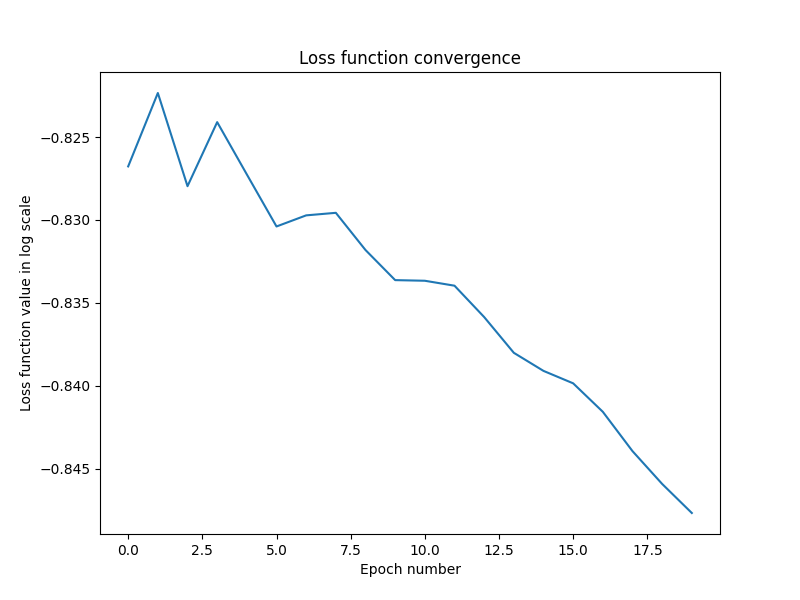 Loss function convergence
−0.825
−0.830
−0.835
−0.840
−0.845
Loss function value in log scale
0.0 2.5 5.0 7.5 10.0 12.5 15.0 17.5
Epoch number